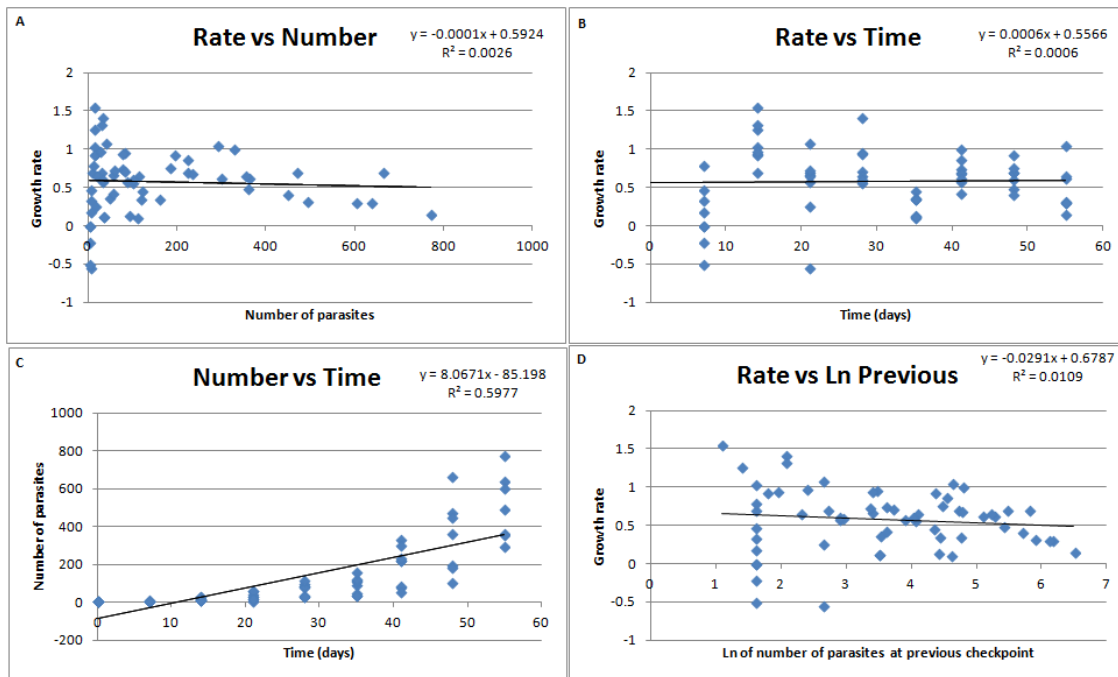 A
Rate vs Number
y = -0.0001x + 0.5924
R² = 0.0026
2
1.5
1
0.5
0
-0.5
-1
0 200 400 600 800 1000
Growth rate
Number of parasites
B
Rate vs Time
y = 0.0006x + 0.5566
R² = 0.0006
2
1.5
1
0.5
0
-0.5
-1
0 10 20 30 40 50 60
Growth rate
Time (days)
C
Number vs Time
y = 8.0671x - 85.198
R² = 0.5977
1000
800
600
400
200
0
-200
0 10 20 30 40 50 60
Number of parasites
Time (days)
D
Rate vs Ln Previous
y = -0.0291x + 0.6787
R² = 0.0109
2
1.5
1
0.5
0
-0.5
-1
0 1 2 3 4 5 6 7
Growth rate
Ln of number of parasites at previous checkpoint